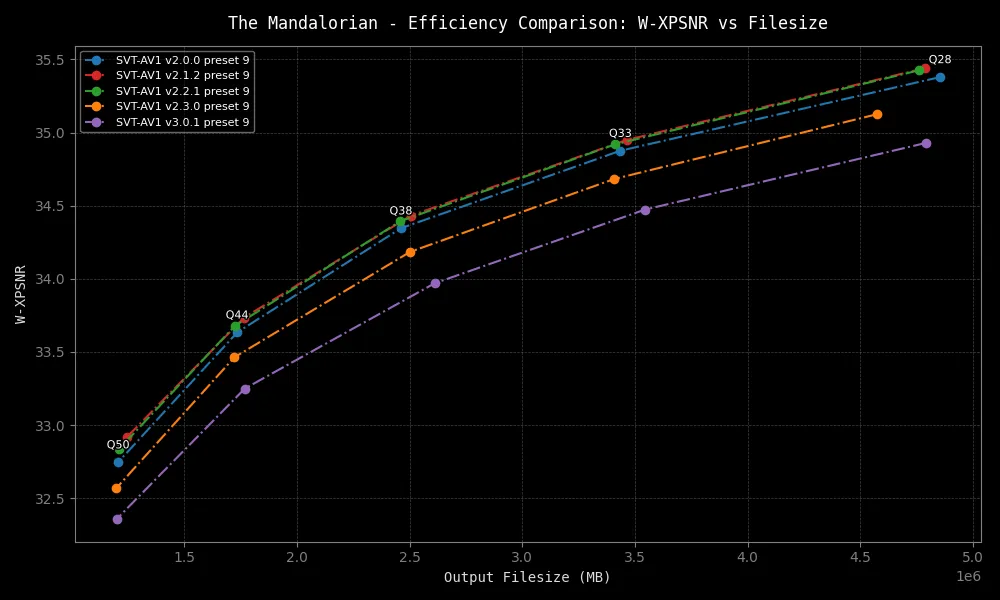 The Mandalorian - Efficiency Comparison: W-XPSNR vs Filesize
SVT-AV1 v2.0.0 preset 9
SVT-AV1 v2.1.2 preset 9
SVT-AV1 v2.2.1 preset 9
SVT-AV1 v2.3.0 preset 9
SVT-AV1 v3.0.1 preset 9
Q28
Q33
Q38
Q44
Q50
W-XPSNR
35.5
35.0
34.5
34.0
33.5
33.0
32.5
1.5 2.0 2.5 3.0 3.5 4.0 4.5 5.0
1e6
Output Filesize (MB)